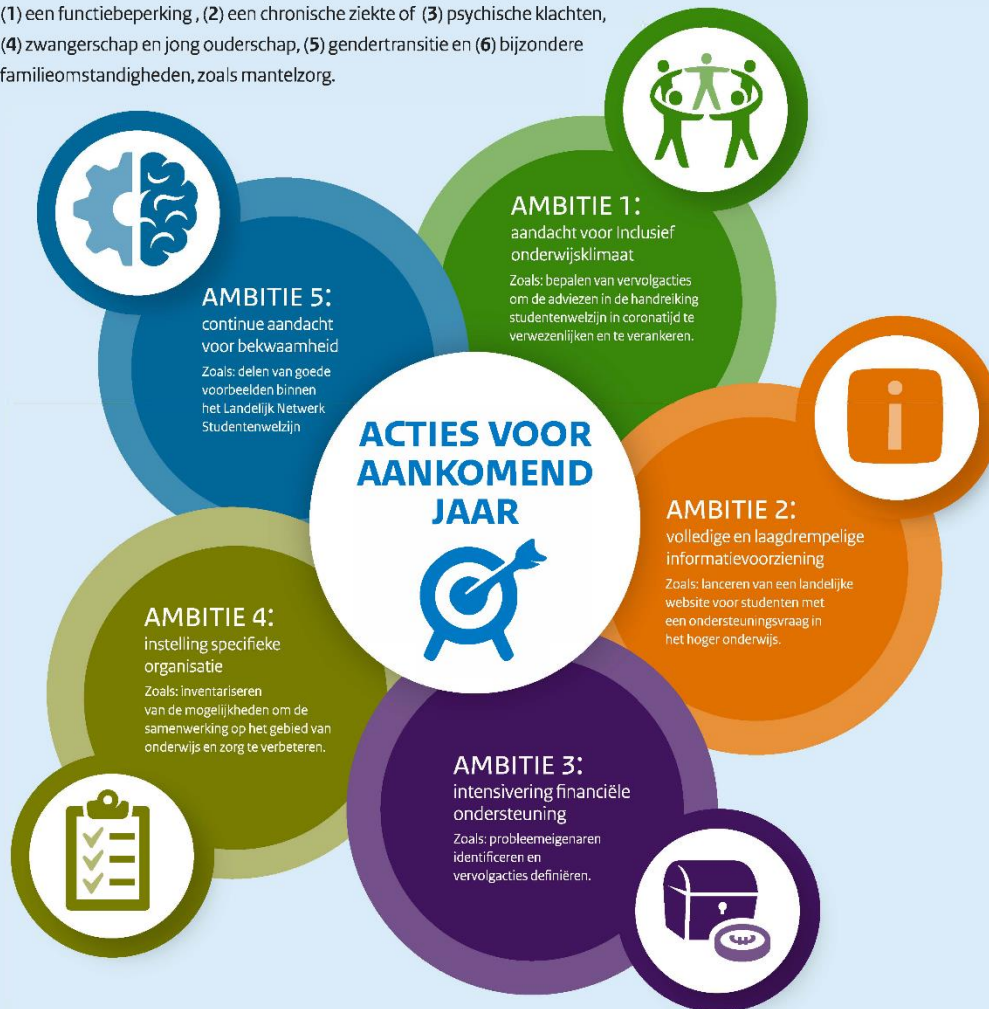 (1) een functiebeperking , (2) een chronische ziekte of (3) psychische klachten,
(4) zwangerschap en jong ouderschap, (5) gendertransitie en (6) bijzondere
familieomstandigheden, zoals mantelzorg.
AMBITIE 1:
aandacht voor Inclusief
onderwijsklimaat
Zoals: bepalen van vervolgacties
om de adviezen in de handreiking
studentenwelzijn in coronatijd te
verwezenlijken en te verankeren.
AMBITIE 5:
continue aandacht
voor bekwaamheid
Zoals: delen van goede
voorbeelden binnen
het Landelijk Netwerk
Studentenwelzijn
ACTIES VOOR
AANKOMEND
JAAR
AMBITIE 2:
volledige en laagdrempelige
informatievoorziening
Zoals: lanceren van een landelijke
website voor studenten met
een ondersteuningsvraag in
het hoger onderwijs.
AMBITIE 4:
instelling specifieke
organisatie
Zoals: inventariseren
van de mogelijkheden om de
samenwerking op het gebied van
onderwijs en zorg te verbeteren.
AMBITIE 3:
intensivering financiële
ondersteuning
Zoals: probleemeigenaren
identificeren en
vervolgacties definiëren.